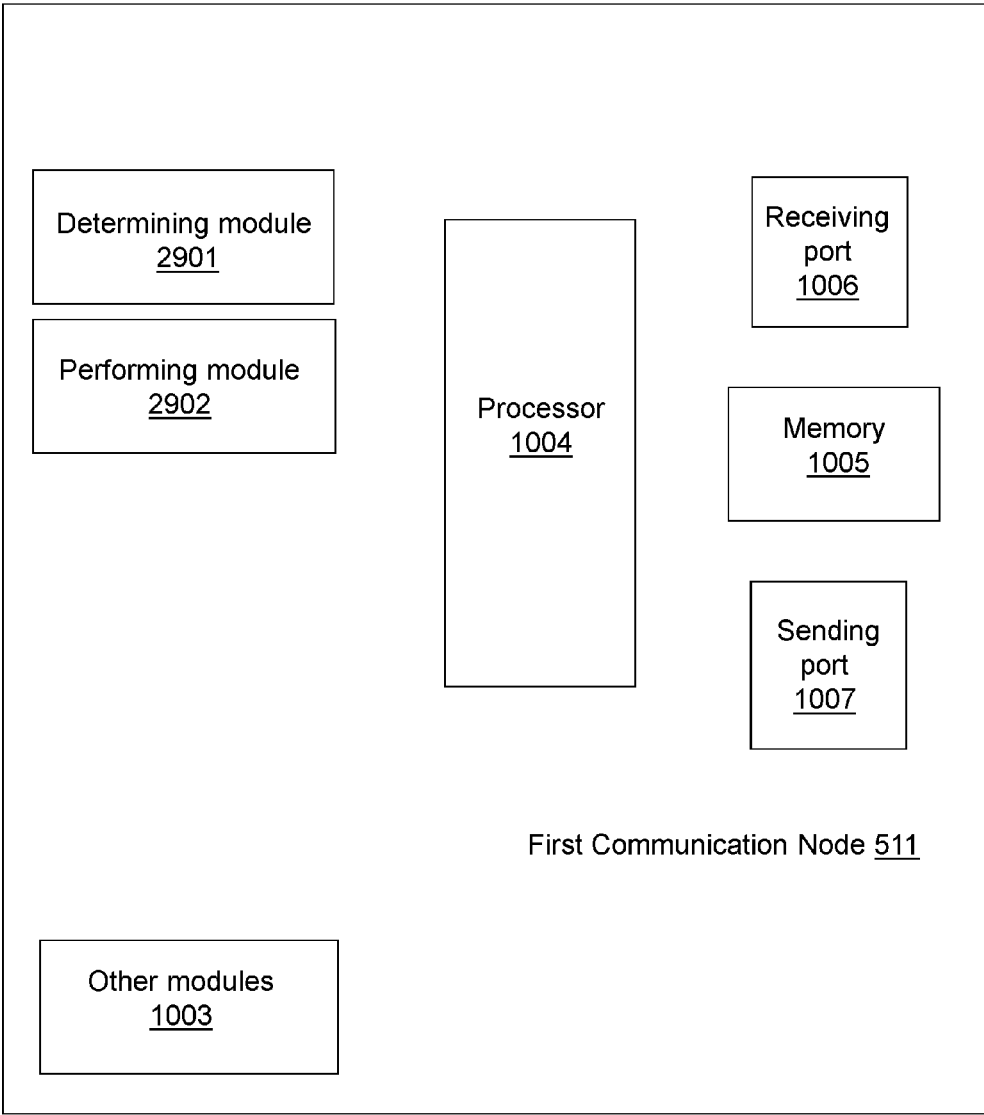 Determining module
2901
Performing module
2902
Processor
1004
Receiving
port
1006
Memory
1005
Sending
port
1007
First Communication Node 511
Other modules
1003